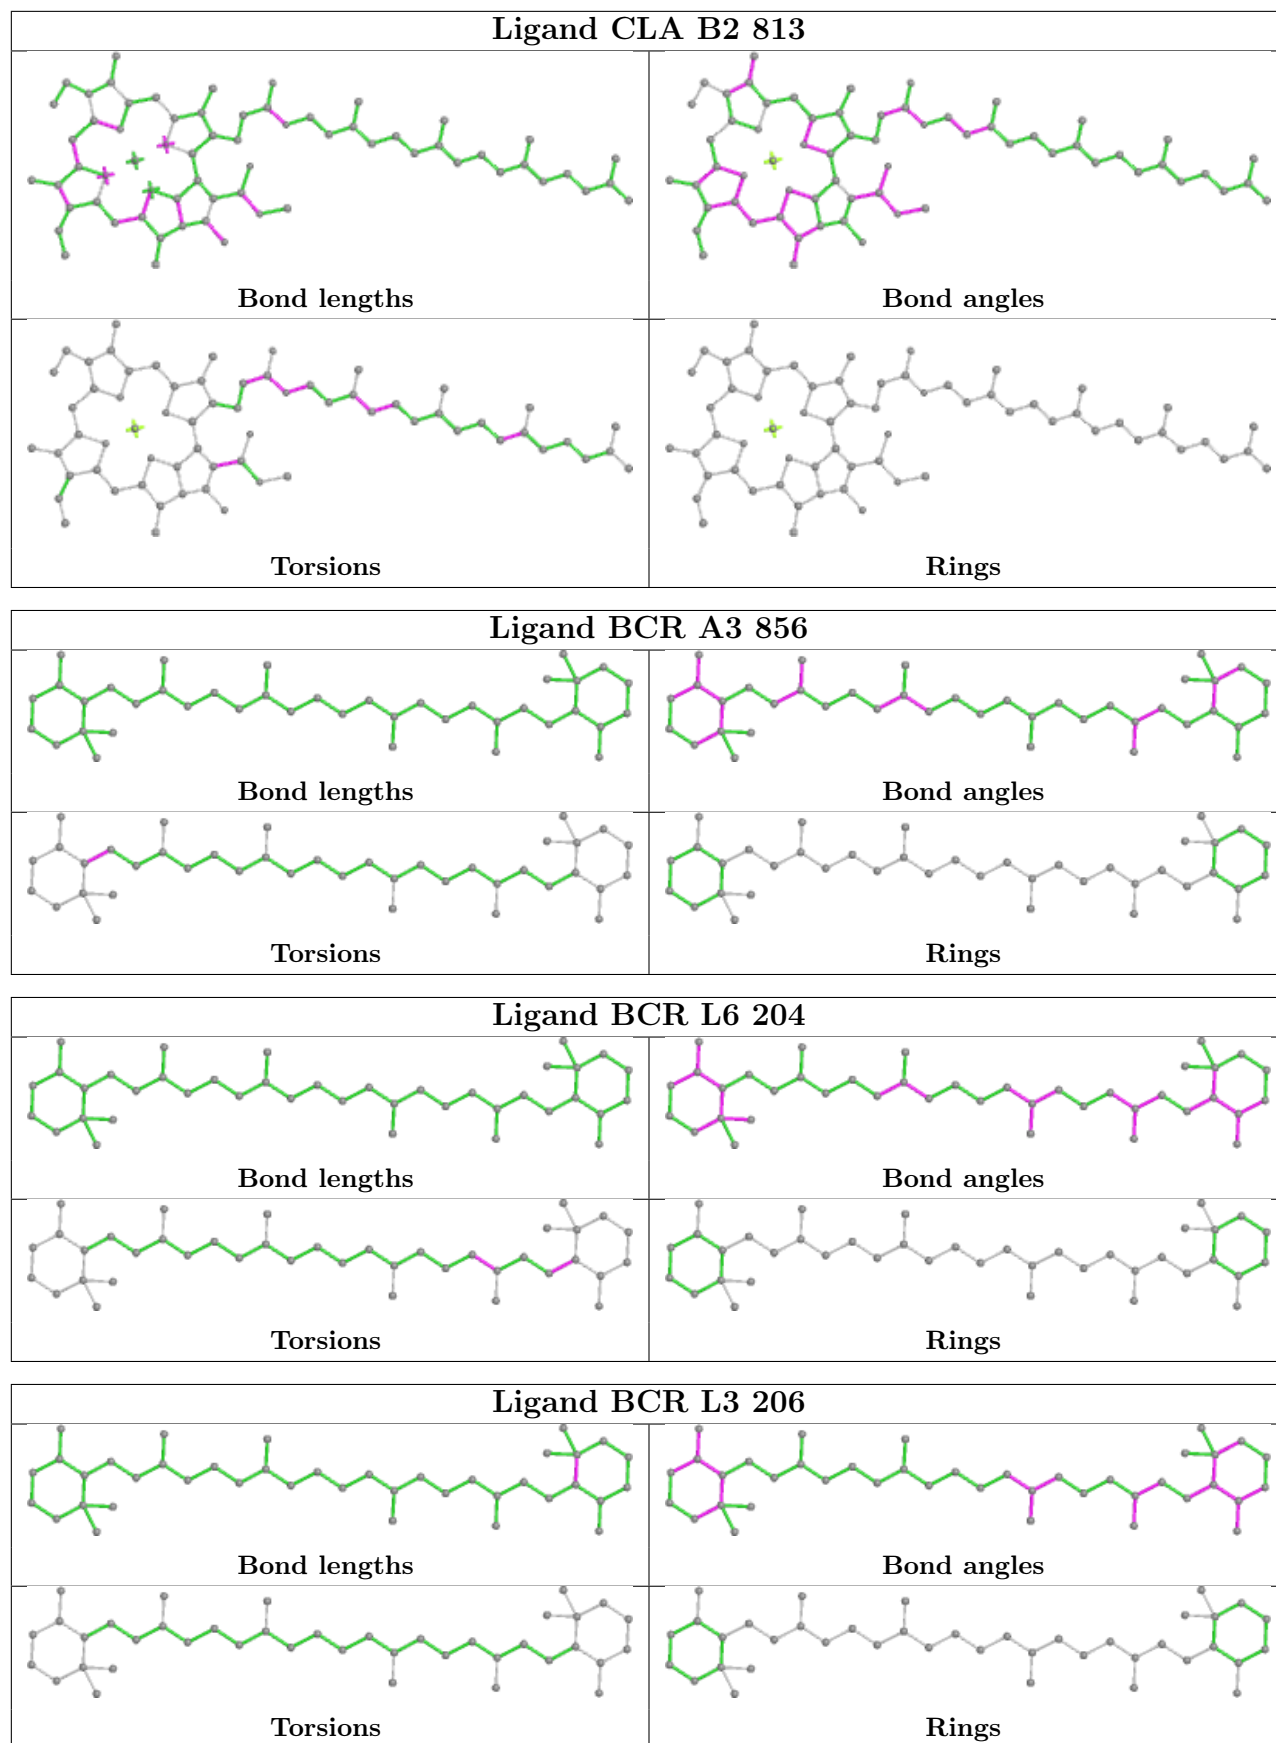 Ligand CLA B2 813
Bond lengths
Bond angles
Torsions
Rings
Ligand BCR A3 856
Bond lengths
Bond angles
Torsions
Rings
Ligand BCR L6 204
Bond lengths
Bond angles
Torsions
Rings
Ligand BCR L3 206
Bond lengths
Bond angles
Torsions
Rings